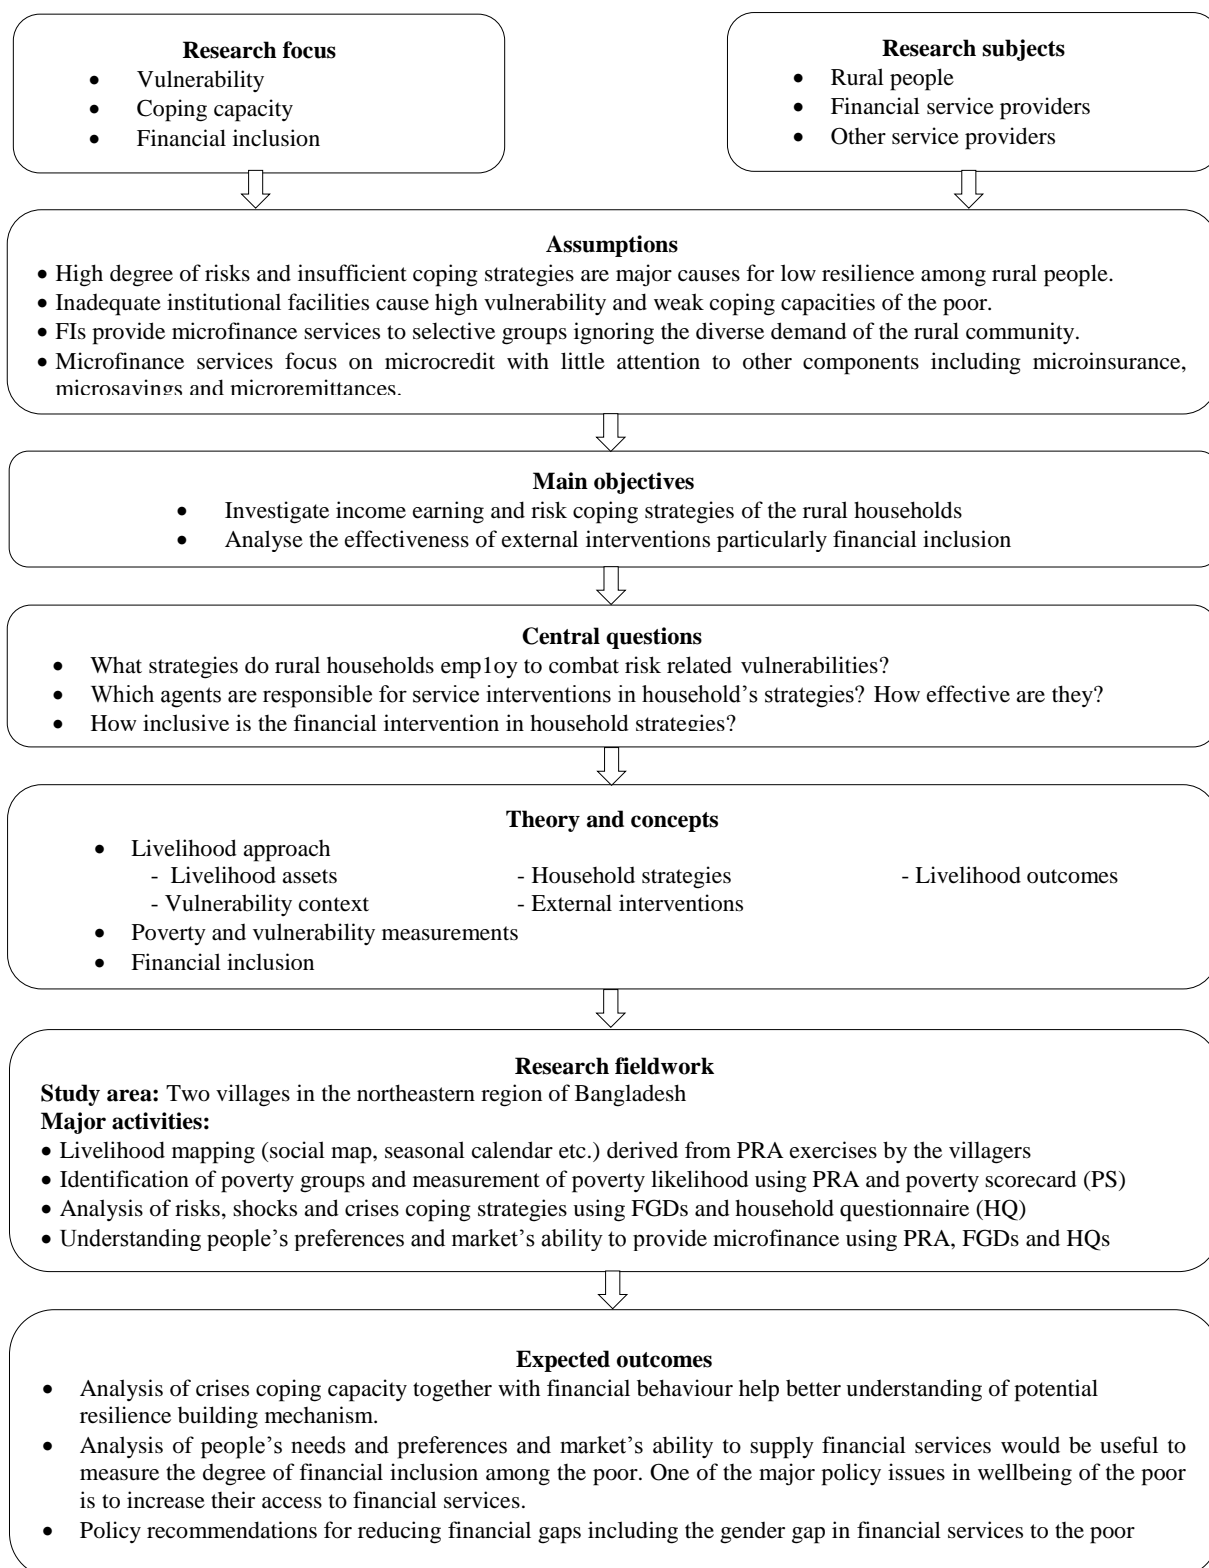 Research focus
• Vulnerability
• Coping capacity
• Financial inclusion
Research subjects
• Rural people
• Financial service providers
• Other service providers
Assumptions
• High degree of risks and insufficient coping strategies are major causes for low resilience among rural people.
• Inadequate institutional facilities cause high vulnerability and weak coping capacities of the poor.
• FIs provide microfinance services to selective groups ignoring the diverse demand of the rural community.
• Microfinance services focus on microcredit with little attention to other components including microinsurance,
microsavings and microremittances.
Main objectives
• Investigate income earning and risk coping strategies of the rural households
• Analyse the effectiveness of external interventions particularly financial inclusion
Central questions
• What strategies do rural households emp1oy to combat risk related vulnerabilities?
• Which agents are responsible for service interventions in household's strategies? How effective are they?
• How inclusive is the financial intervention in household strategies?
Theory and concepts
• Livelihood approach
- Livelihood assets - Household strategies - Livelihood outcomes
- Vulnerability context - External interventions
• Poverty and vulnerability measurements
• Financial inclusion
Research fieldwork
Study area: Two villages in the northeastern region of Bangladesh
Major activities:
• Livelihood mapping (social map, seasonal calendar etc.) derived from PRA exercises by the villagers
• Identification of poverty groups and measurement of poverty likelihood using PRA and poverty scorecard (PS)
• Analysis of risks, shocks and crises coping strategies using FGDs and household questionnaire (HQ)
• Understanding people's preferences and market's ability to provide microfinance using PRA, FGDs and HQs
Expected outcomes
• Analysis of crises coping capacity together with financial behaviour help better understanding of potential
resilience building mechanism.
• Analysis of people's needs and preferences and market's ability to supply financial services would be useful to
measure the degree of financial inclusion among the poor. One of the major policy issues in wellbeing of the poor
is to increase their access to financial services.
• Policy recommendations for reducing financial gaps including the gender gap in financial services to the poor